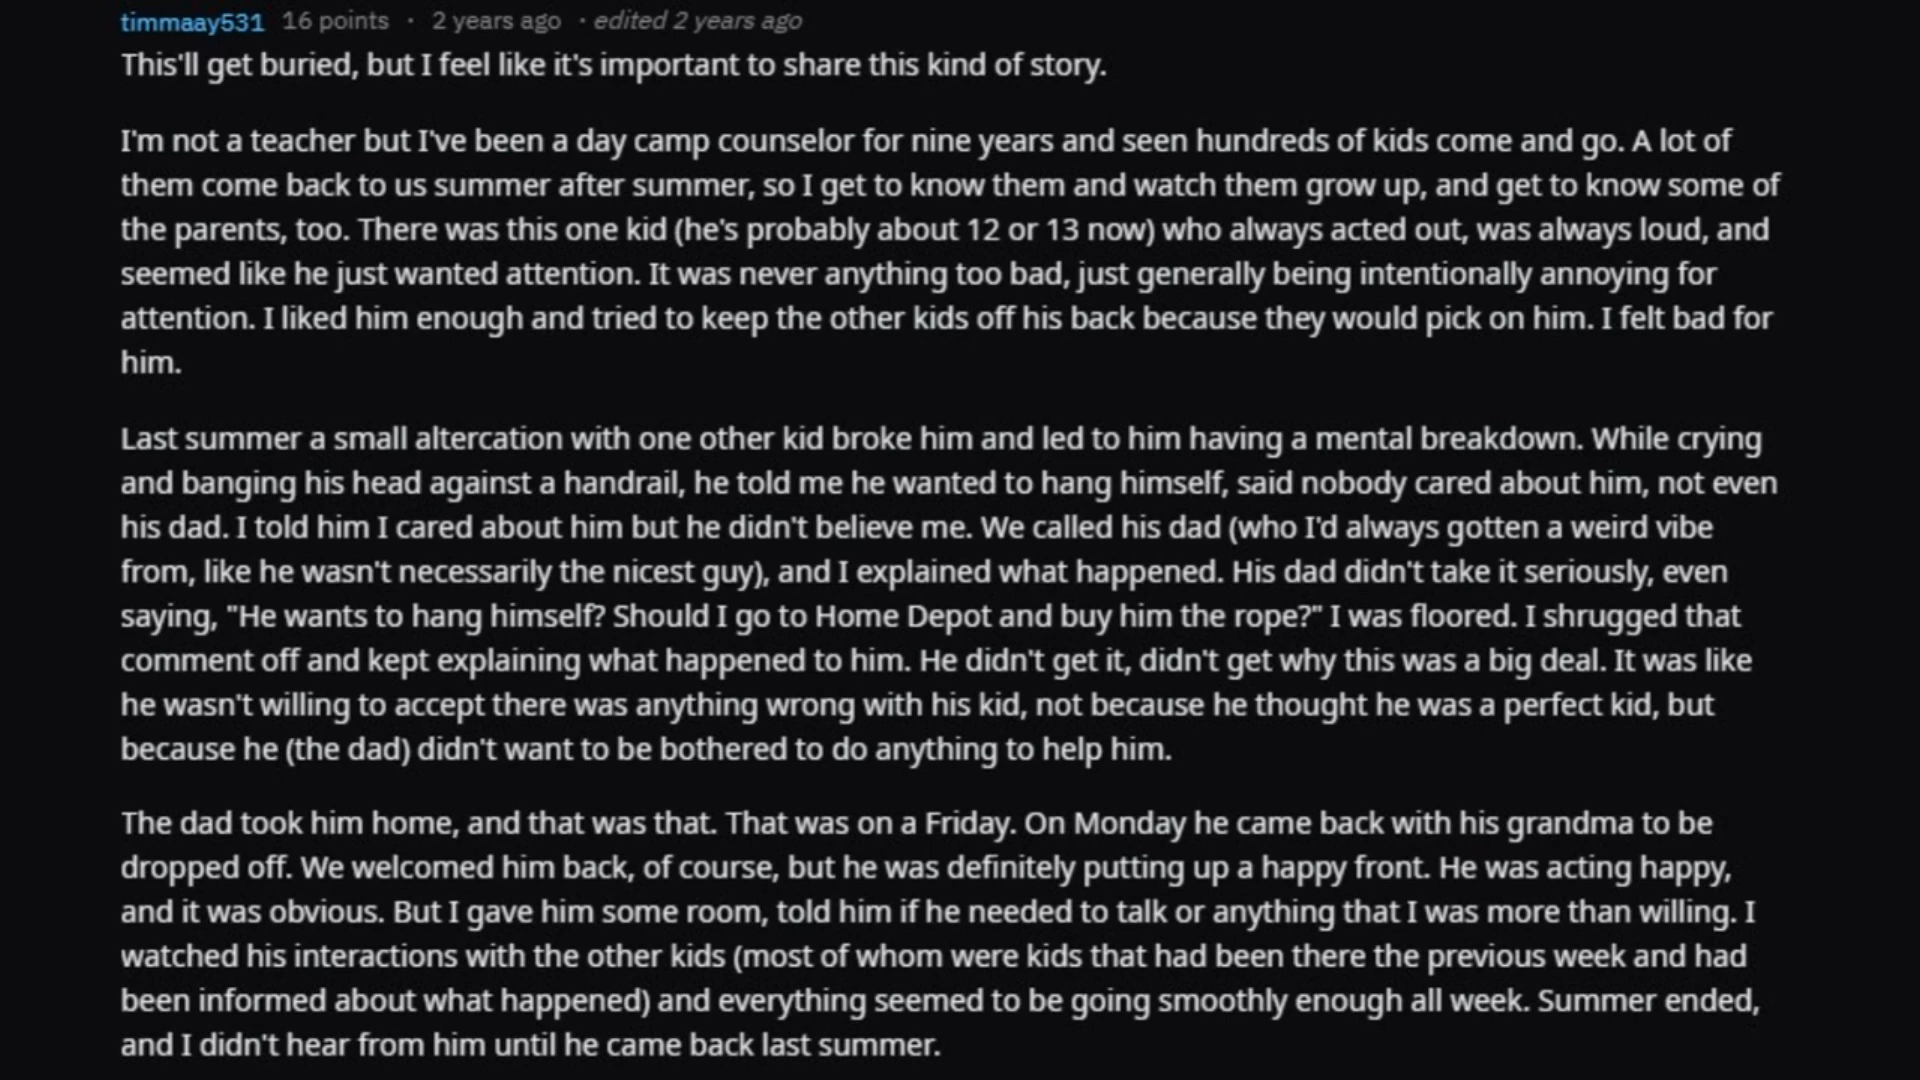 timmaay531 16 points · 2 years ago · edited 2 years ago
This'll get buried, but I feel like it's important to share this kind of story.
I'm not a teacher but I've been a day camp counselor for nine years and seen hundreds of kids come and go. A lot of
them come back to us summer after summer, so I get to know them and watch them grow up, and get to know some of
the parents, too. There was this one kid (he's probably about 12 or 13 now) who always acted out, was always loud, and
seemed like he just wanted attention. It was never anything too bad, just generally being intentionally annoying for
attention. I liked him enough and tried to keep the other kids off his back because they would pick on him. I felt bad for
him.
Last summer a small altercation with one other kid broke him and led to him having a mental breakdown. While crying
and banging his head against a handrail, he told me he wanted to hang himself, said nobody cared about him, not even
his dad. I told him I cared about him but he didn't believe me. We called his dad (who I'd always gotten a weird vibe
from, like he wasn't necessarily the nicest guy), and I explained what happened. His dad didn't take it seriously, even
saying, "He wants to hang himself? Should I go to Home Depot and buy him the rope?" I was floored. I shrugged that
comment off and kept explaining what happened to him. He didn't get it, didn't get why this was a big deal. It was like
he wasn't willing to accept there was anything wrong with his kid, not because he thought he was a perfect kid, but
because he (the dad) didn't want to be bothered to do anything to help him.
The dad took him home, and that was that. That was on a Friday. On Monday he came back with his grandma to be
dropped off. We welcomed him back, of course, but he was definitely putting up a happy front. He was acting happy,
and it was obvious. But I gave him some room, told him if he needed to talk or anything that I was more than willing. I
watched his interactions with the other kids (most of whom were kids that had been there the previous week and had
been informed about what happened) and everything seemed to be going smoothly enough all week. Summer ended,
and I didn't hear from him until he came back last summer.